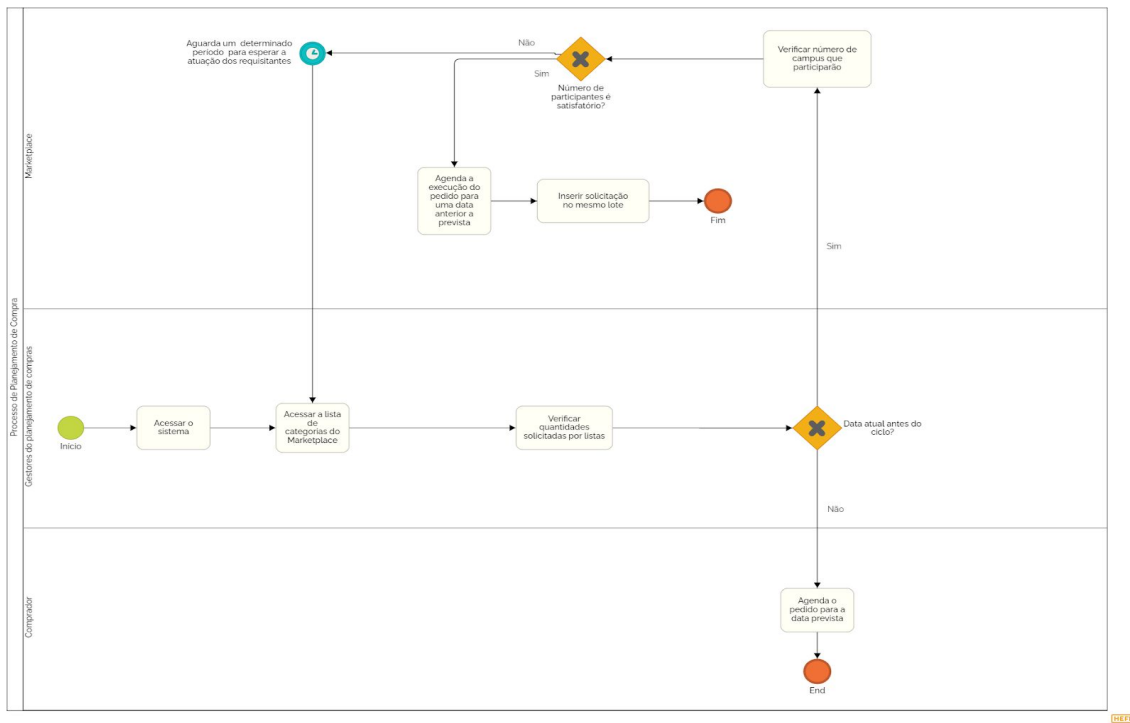 Processo de Planejamento de Compra
Marketplace
Aguarda um determinado
período para esperar a
atuação dos requisitantes
Não
Sim
Número de
participantes é
satisfatório?
Verificar número de
campus que
participarão
Agenda a
execução do
pedido para
uma data
anterior a
prevista
Inserir solicitação
no mesmo lote
Fim
Sim
Gestores do planejamento de compras
Início
Acessar o
sistema
Acessar a lista
de
categorias do
Marketplace
Verificar
quantidades
solicitadas por listas
Data atual antes do
ciclo?
Não
Comprador
Agenda o
pedido para a
data prevista
End